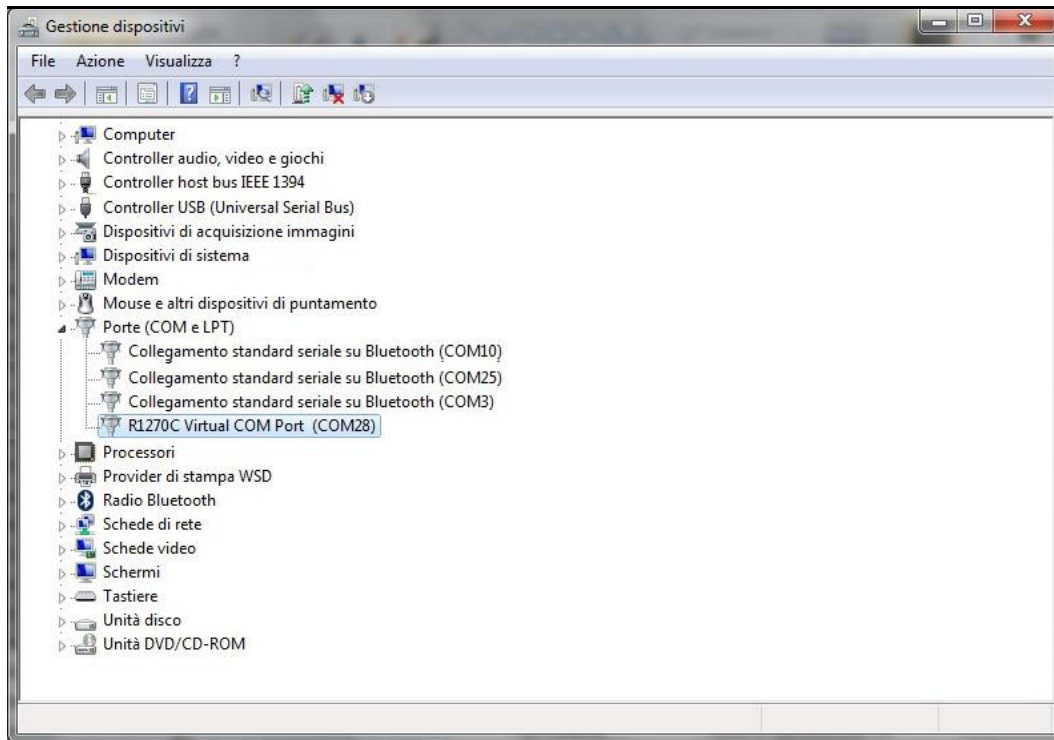 Gestione dispositivi
File Azione Visualizza ?
Computer
Controller audio, video e giochi
Controller host bus IEEE 1394
Controller USB (Universal Serial Bus)
Dispositivi di acquisizione immagini
Dispositivi di sistema
Modem
Mouse e altri dispositivi di puntamento
Porte (COM e LPT)
Collegamento standard seriale su Bluetooth (COM10)
Collegamento standard seriale su Bluetooth (COM25)
Collegamento standard seriale su Bluetooth (COM3)
R1270C Virtual COM Port (COM28)
Processori
Provider di stampa WSD
Radio Bluetooth
Schede di rete
Schede video
Schermi
Tastiere
Unità disco
Unità DVD/CD-ROM